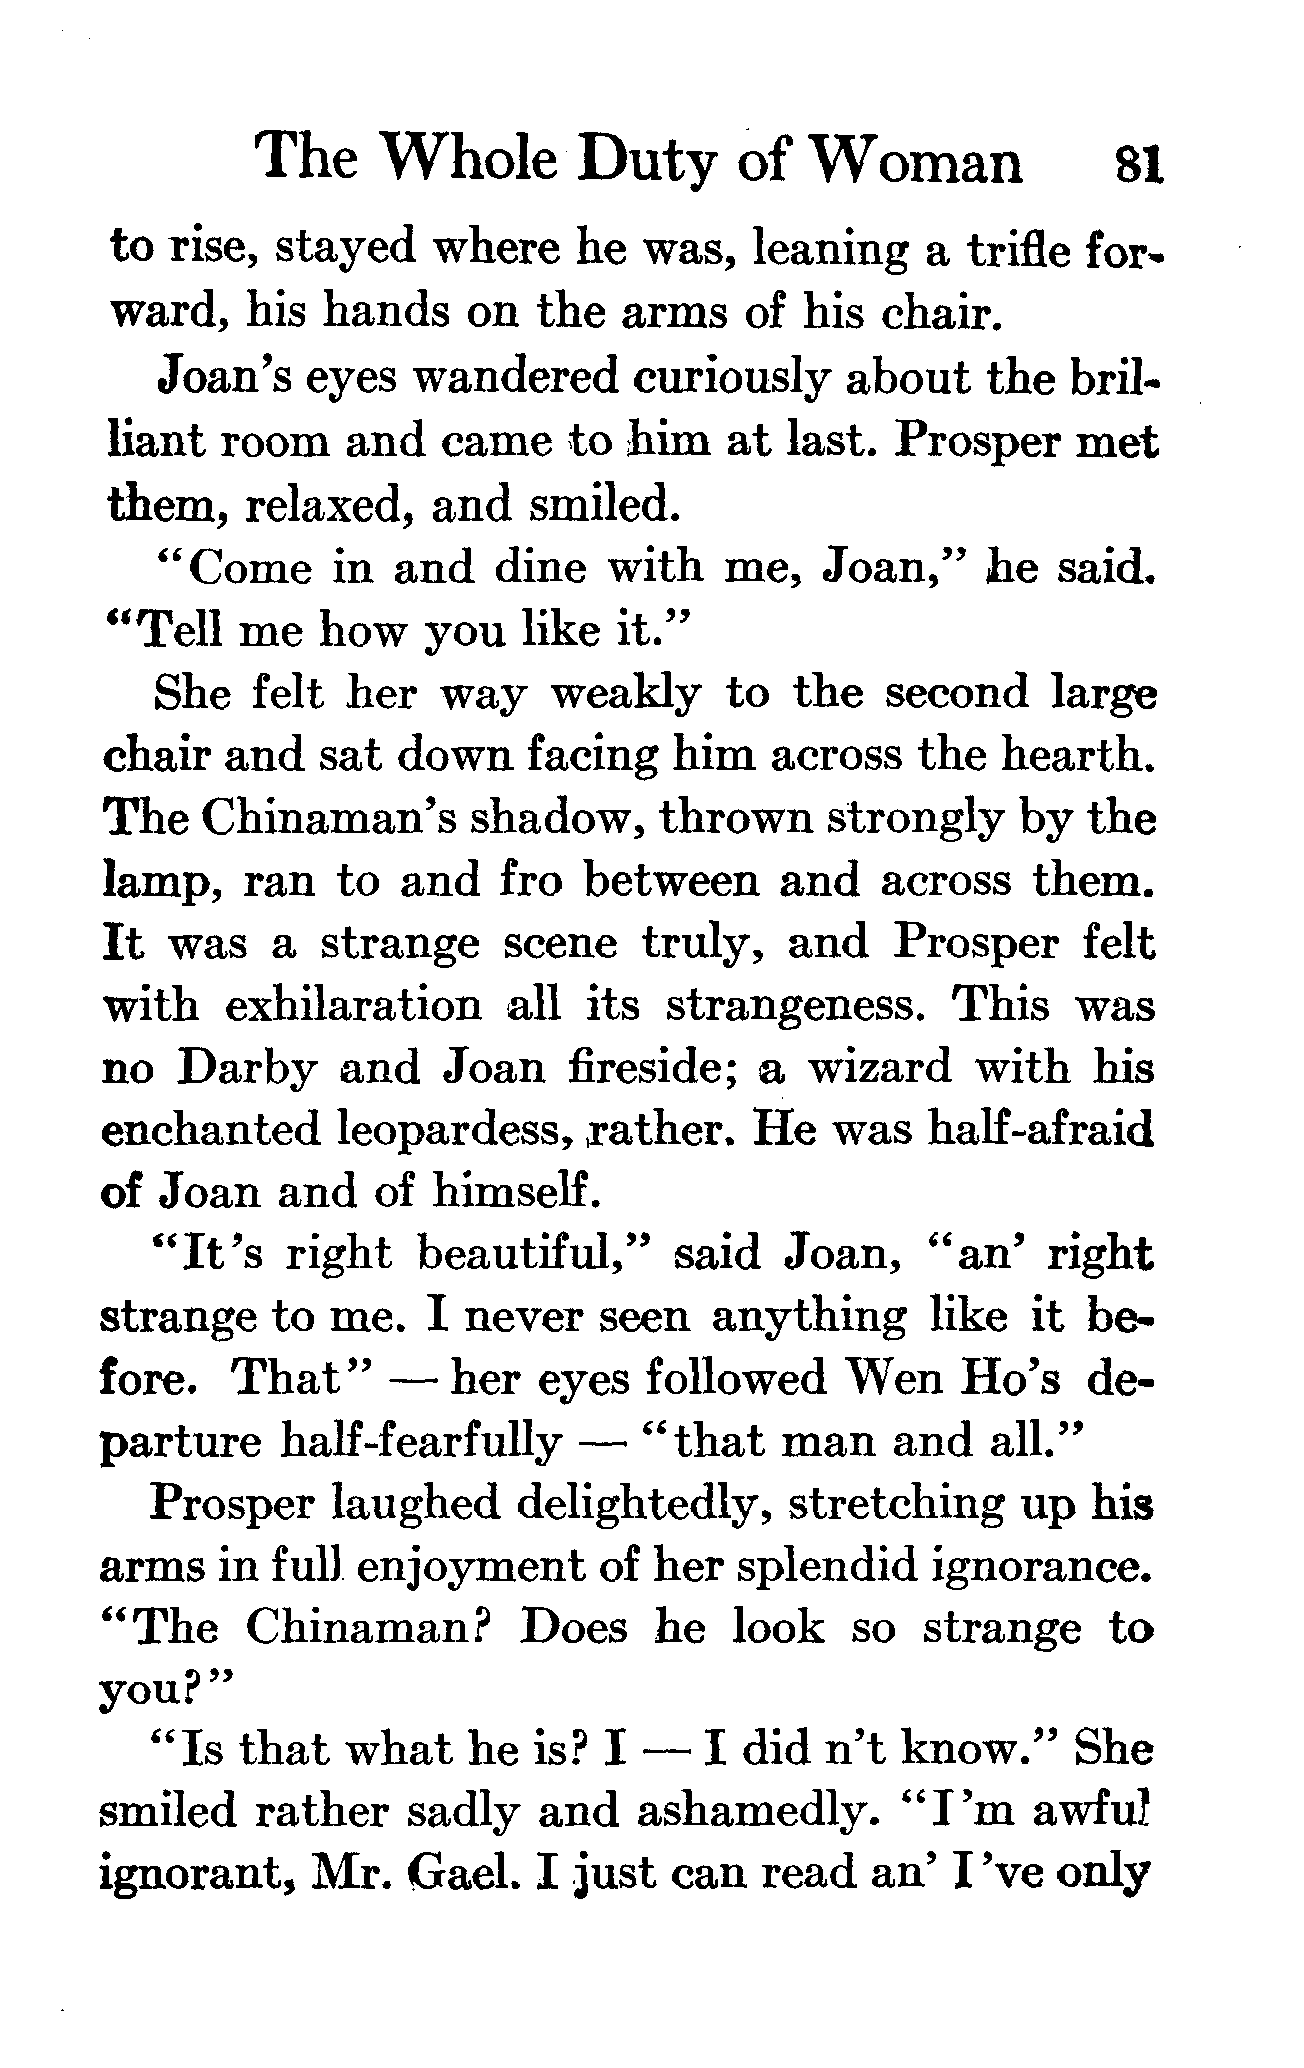 The Whole Duty of Woman 81
to rise, stayed where he was, leaning a trifle for-
ward, his hands on the arms of his chair.
Joan's eyes wandered curiously about the bril-
liant room and came to him at last. Prosper met
them, relaxed, and smiled.
"Come in and dine with me, Joan," he said.
"Tell me how you like it."
She felt her way weakly to the second large
chair and sat down facing him across the hearth.
The Chinaman's shadow, thrown strongly by the
lamp, ran to and fro between and across them.
It was a strange scene truly, and Prosper felt
with exhilaration all its strangeness. This was
no Darby and Joan fireside; a wizard with his
enchanted leopardess, rather. He was half-afraid
of Joan and of himself.
"It's right beautiful," said Joan, "an' right
strange to me. I never seen anything like it be-
fore. That" — her eyes followed Wen Ho's de-
parture half-fearfully — "that man and all."
Prosper laughed delightedly, stretching up his
arms in full enjoyment of her splendid ignorance.
"The Chinaman? Does he look so strange to
you?"
"Is that what he is? I — I did n't know." She
smiled rather sadly and ashamedly. "I'm awful
ignorant, Mr. Gael. I just can read an' I've only